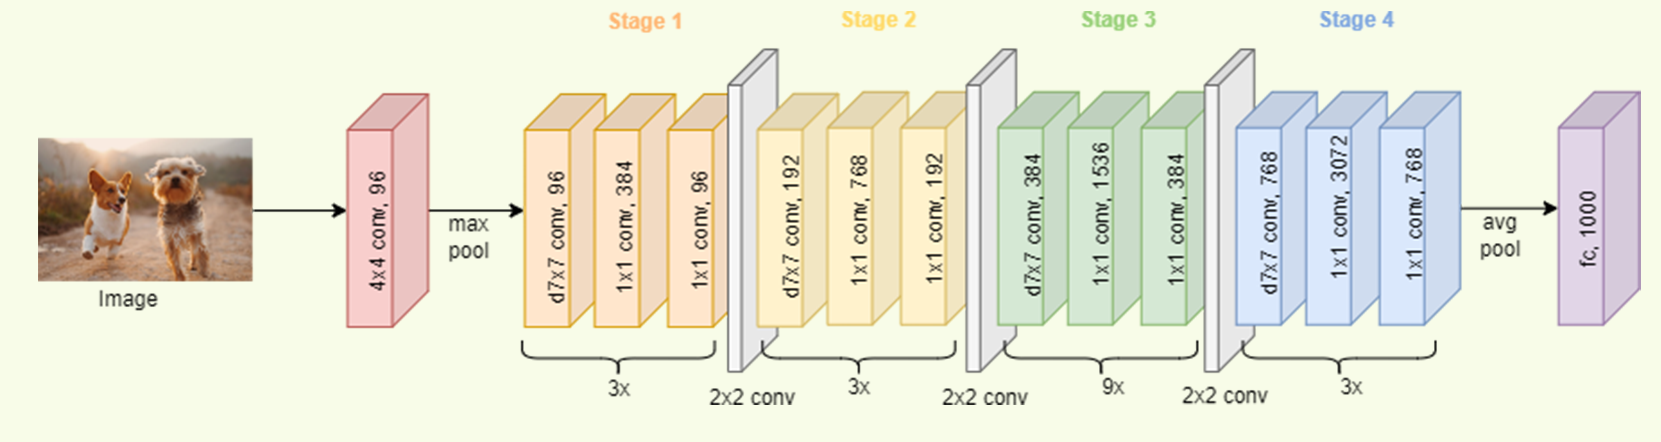 Stage 1
Stage 2
Stage 3
Stage 4
Image
4x4 conv, 96
max
pool
d7x7 conv, 96
1x1 conv, 384
1x1 conv, 96
3x
2x2 conv
d7x7 conv, 192
1x1 conv, 768
1x1 conv, 192
3x
2x2 conv
d7x7 conv, 384
1x1 conv, 1536
1x1 conv, 384
9x
2x2 conv
d7x7 conv, 768
1x1 conv, 3072
1x1 conv, 768
3x
avg
pool
fc, 1000